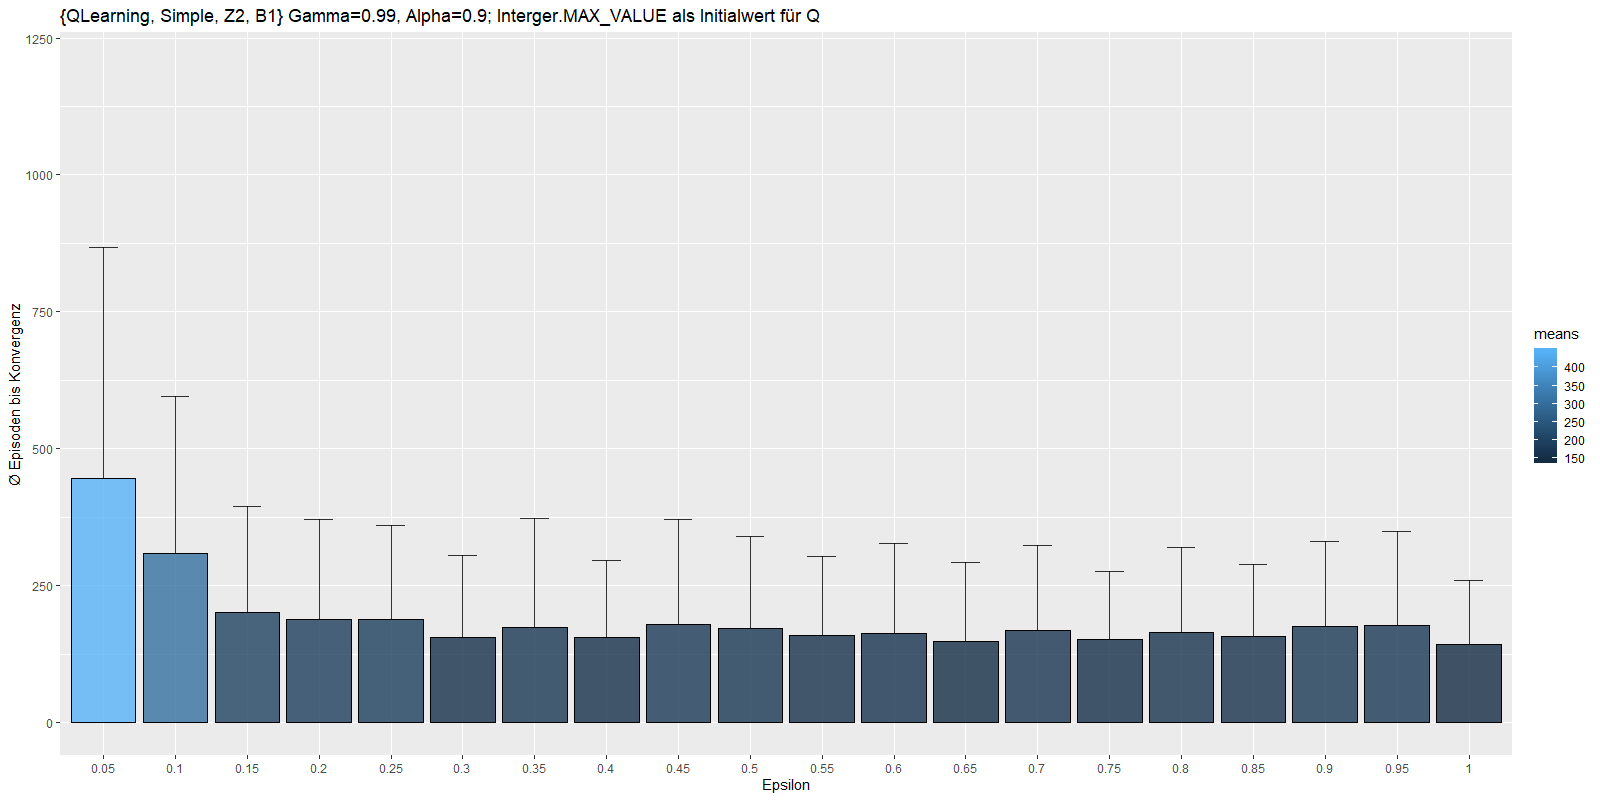 {QLearning, Simple, Z2, B1} Gamma=0.99, Alpha=0.9; Interger.MAX_VALUE als Initialwert für Q
1250
1000
750
500
250
0
Ø Episoden bis Konvergenz
0.05 0.1 0.15 0.2 0.25 0.3 0.35 0.4 0.45 0.5 0.55 0.6 0.65 0.7 0.75 0.8 0.85 0.9 0.95 1
Epsilon
means
400
350
300
250
200
150